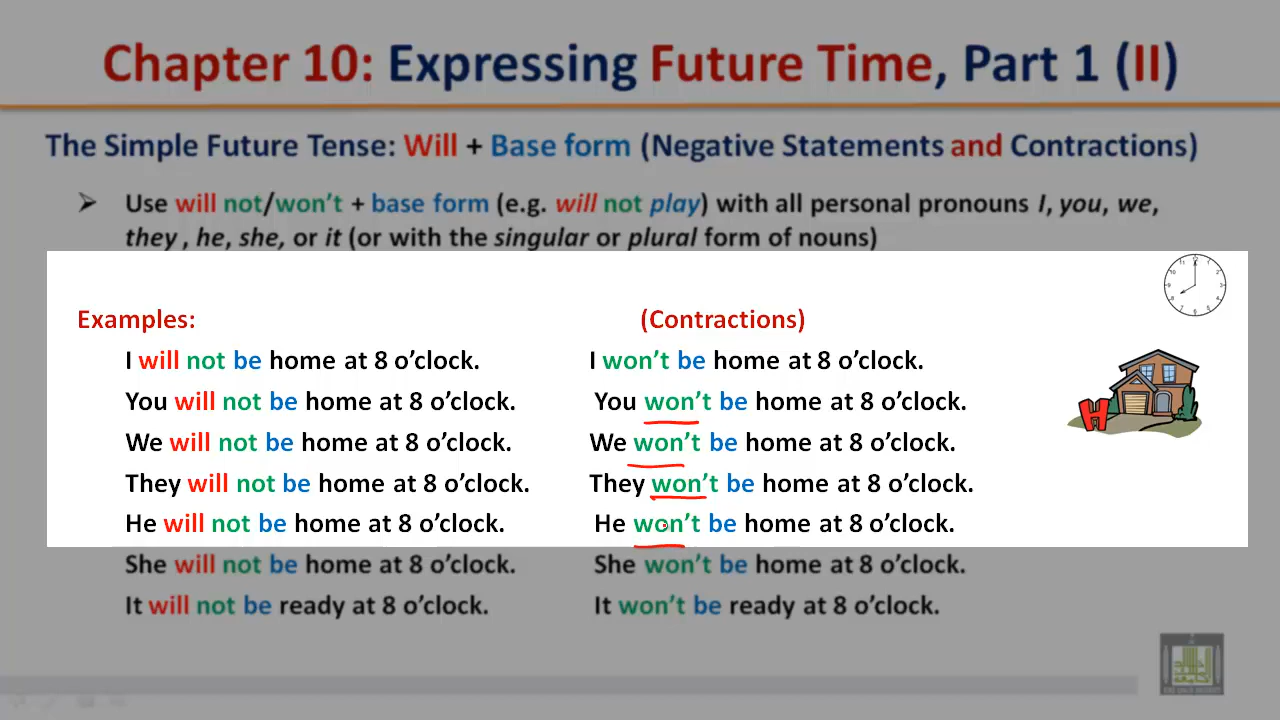 Chapter 10: Expressing Future Time, Part 1 (II)
The Simple Future Tense: Will + Base form (Negative Statements and Contractions)
Use will not/won't + base form (e.g. will not play) with all personal pronouns I, you, we,
they , he, she, or it (or with the singular or plural form of nouns)
Examples: (Contractions)
I will not be home at 8 o'clock. I won't be home at 8 o'clock.
You will not be home at 8 o'clock. You won't be home at 8 o'clock.
We will not be home at 8 o'clock. We won't be home at 8 o'clock.
They will not be home at 8 o'clock. They won't be home at 8 o'clock.
He will not be home at 8 o'clock. He won't be home at 8 o'clock.
She will not be home at 8 o'clock. She won't be home at 8 o'clock.
It will not be ready at 8 o'clock. It won't be ready at 8 o'clock.